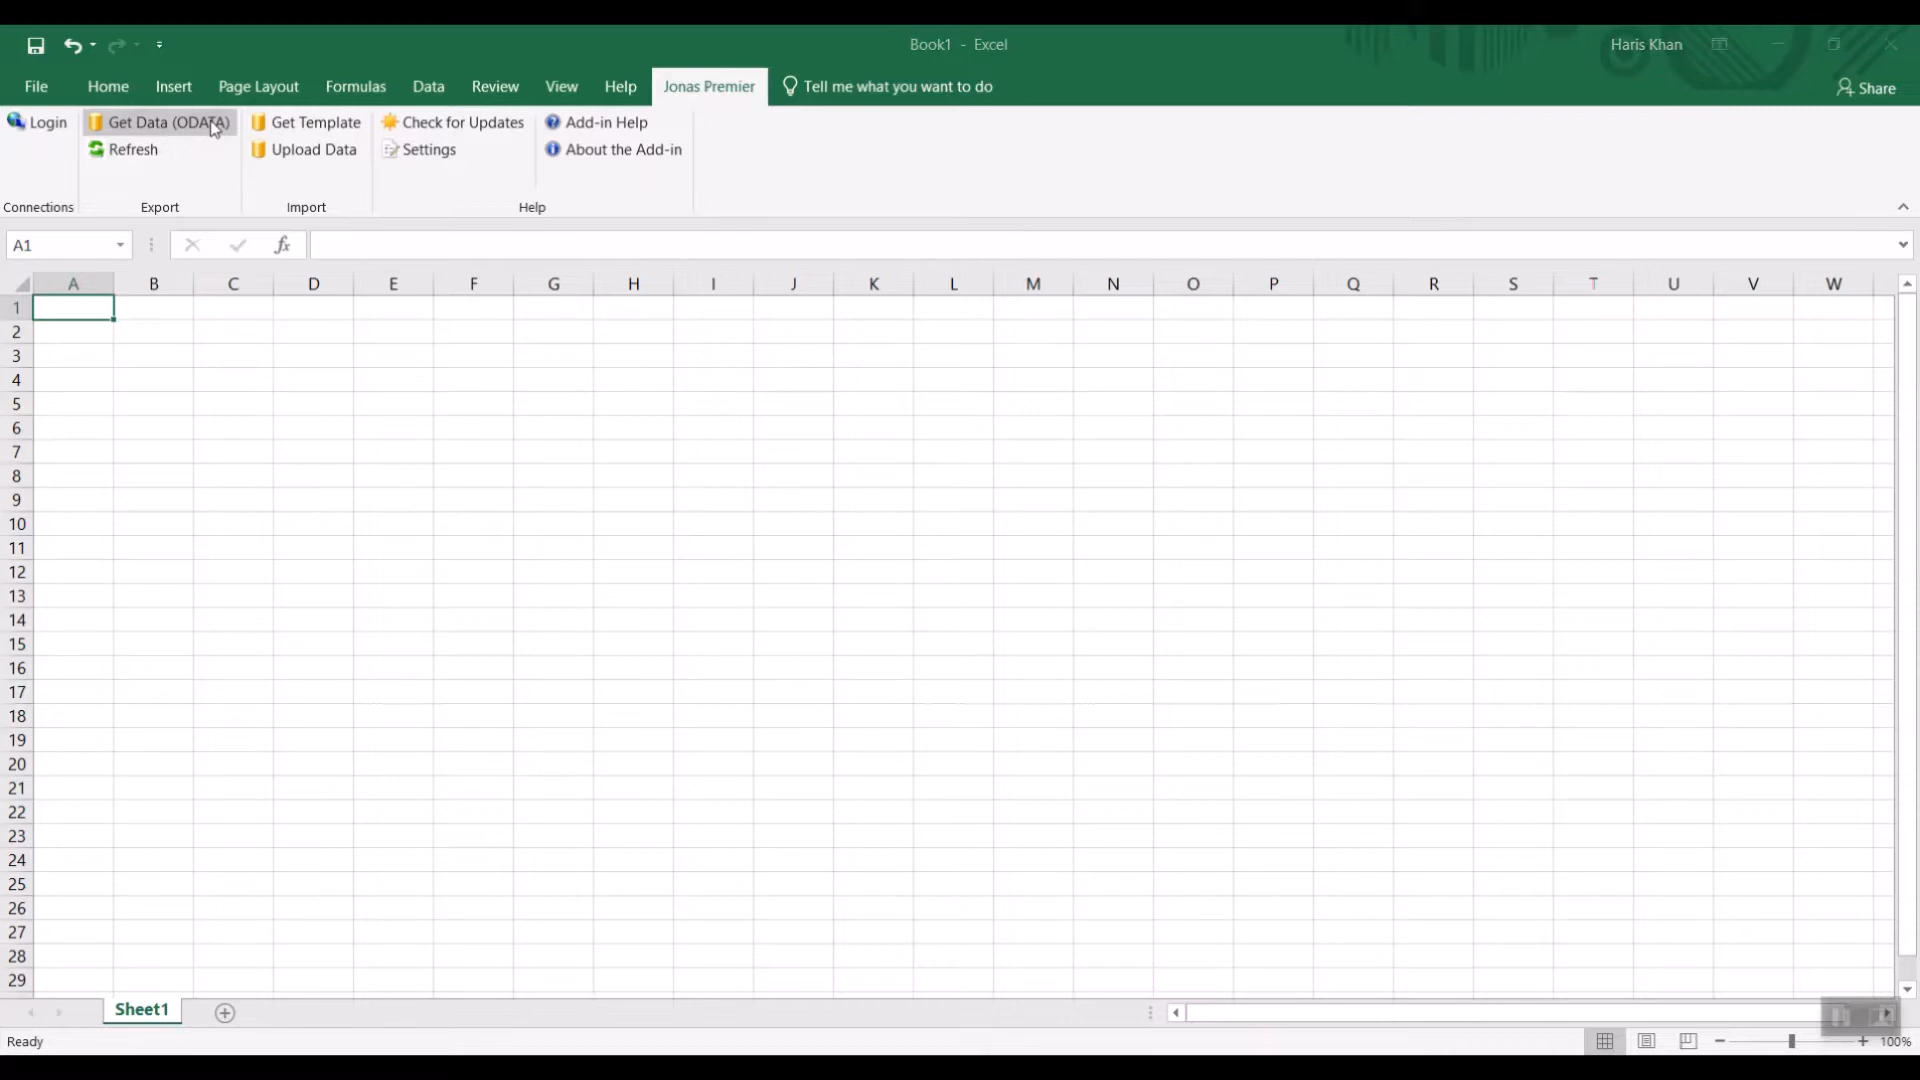 Book1 - Excel
Haris Khan
File Home Insert Page Layout Formulas Data Review View Help Jonas Premier Tell me what you want to do Share
Login Get Data (ODATA) Get Template Check for Updates Add-in Help
Refresh Upload Data Settings About the Add-in
Connections Export Import Help
A1 fx
A B C D E F G H I J K L M N O P Q R S T U V W
1
2
3
4
5
6
7
8
9
10
11
12
13
14
15
16
17
18
19
20
21
22
23
24
25
26
27
28
29
Sheet1
Ready 100%